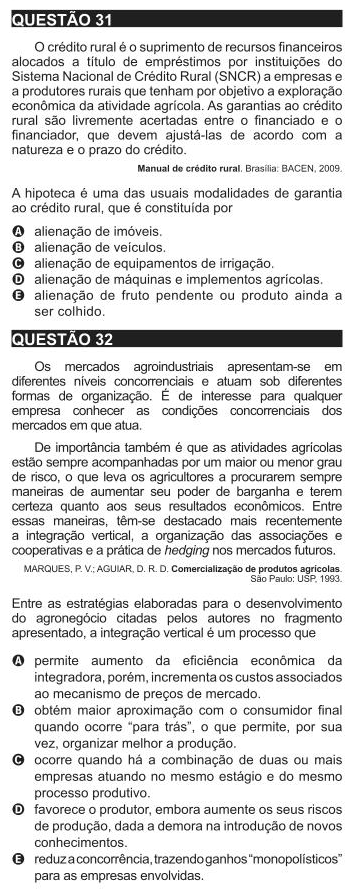 QUESTÃO 31
O crédito rural é o suprimento de recursos financeiros
alocados a título de empréstimos por instituições do
Sistema Nacional de Crédito Rural (SNCR) a empresas e
a produtores rurais que tenham por objetivo a exploração
econômica da atividade agrícola. As garantias ao crédito
rural são livremente acertadas entre o financiado e o
financiador, que devem ajustá-las de acordo com a
natureza e o prazo do crédito.
Manual de crédito rural. Brasília: BACEN, 2009.
A hipoteca é uma das usuais modalidades de garantia
ao crédito rural, que é constituída por
A alienação de imóveis.
B alienação de veículos.
C alienação de equipamentos de irrigação.
D alienação de máquinas e implementos agrícolas.
E alienação de fruto pendente ou produto ainda a
ser colhido.
QUESTÃO 32
Os mercados agroindustriais apresentam-se em
diferentes níveis concorrenciais e atuam sob diferentes
formas de organização. É de interesse para qualquer
empresa conhecer as condições concorrenciais dos
mercados em que atua.
De importância também é que as atividades agrícolas
estão sempre acompanhadas por um maior ou menor grau
de risco, o que leva os agricultores a procurarem sempre
maneiras de aumentar seu poder de barganha e terem
certeza quanto aos seus resultados econômicos. Entre
essas maneiras, têm-se destacado mais recentemente
a integração vertical, a organização das associações e
cooperativas e a prática de hedging nos mercados futuros.
MARQUES, P. V.; AGUIAR, D. R. D. Comercialização de produtos agrícolas.
São Paulo: USP, 1993.
Entre as estratégias elaboradas para o desenvolvimento
do agronegócio citadas pelos autores no fragmento
apresentado, a integração vertical é um processo que
A permite aumento da eficiência econômica da
integradora, porém, incrementa os custos associados
ao mecanismo de preços de mercado.
B obtém maior aproximação com o consumidor final
quando ocorre “para trás”, o que permite, por sua
vez, organizar melhor a produção.
C ocorre quando há a combinação de duas ou mais
empresas atuando no mesmo estágio e do mesmo
processo produtivo.
D favorece o produtor, embora aumente os seus riscos
de produção, dada a demora na introdução de novos
conhecimentos.
E reduz a concorrência, trazendo ganhos “monopolísticos”
para as empresas envolvidas.